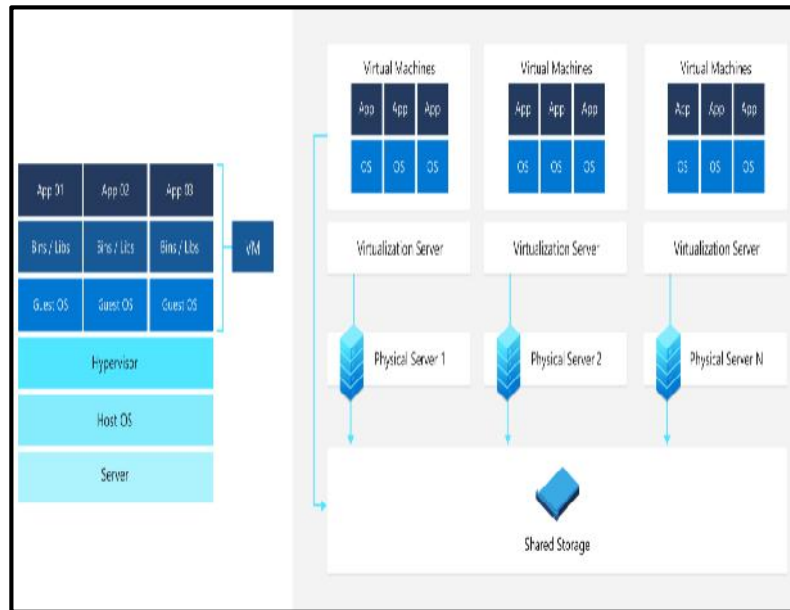 App 01 App 02 App 03
Bins / Libs Bins / Libs Bins / Libs
VM
Guest OS Guest OS Guest OS
Hypervisor
Host OS
Server
Virtual Machines Virtual Machines Virtual Machines
App App App App App App App App App
OS OS OS OS OS OS OS OS OS
Virtualization Server Virtualization Server Virtualization Server
Physical Server 1 Physical Server 2 Physical Server N
Shared Storage